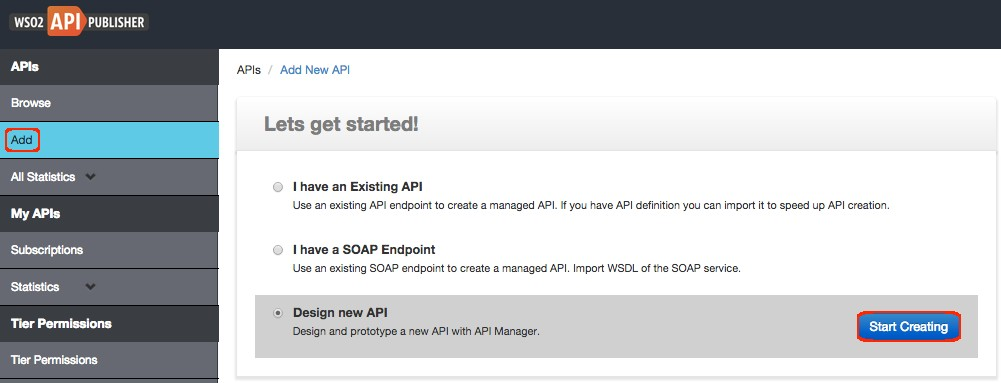 WSO2 API PUBLISHER
APIs
Browse
Add
All Statistics
My APIs
Subscriptions
Statistics
Tier Permissions
Tier Permissions
APIs / Add New API
Lets get started!
I have an Existing API
Use an existing API endpoint to create a managed API. If you have API definition you can import it to speed up API creation.
I have a SOAP Endpoint
Use an existing SOAP endpoint to create a managed API. Import WSDL of the SOAP service.
Design new API
Design and prototype a new API with API Manager.
Start Creating